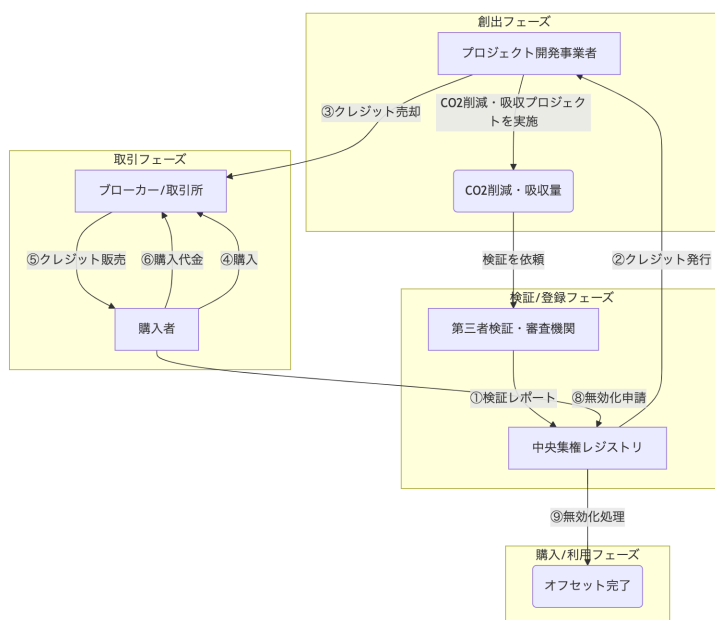 創出フェーズ
プロジェクト開発事業者
③クレジット売却
CO2削減・吸収プロジェク
トを実施
取引フェーズ
ブローカー/取引所
CO2削減・吸収量
⑤クレジット販売
⑥購入代金
④購入
検証を依頼
②クレジット発行
検証/登録フェーズ
購入者
第三者検証・審査機関
①検証レポート
⑧無効化申請
中央集権レジストリ
⑨無効化処理
購入/利用フェーズ
オフセット完了